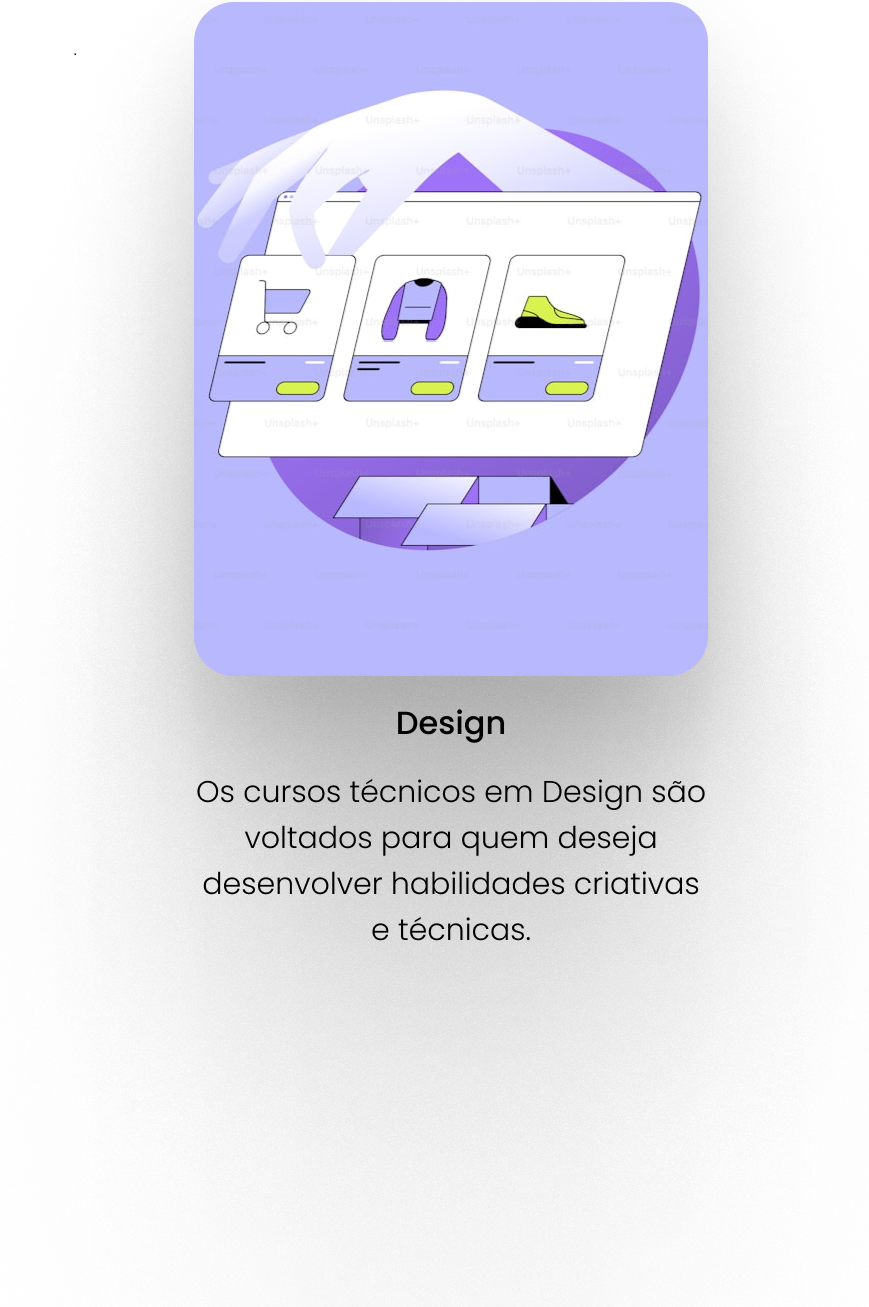 Design
Os cursos técnicos em Design são
voltados para quem deseja
desenvolver habilidades criativas
e técnicas.
Unsplash+